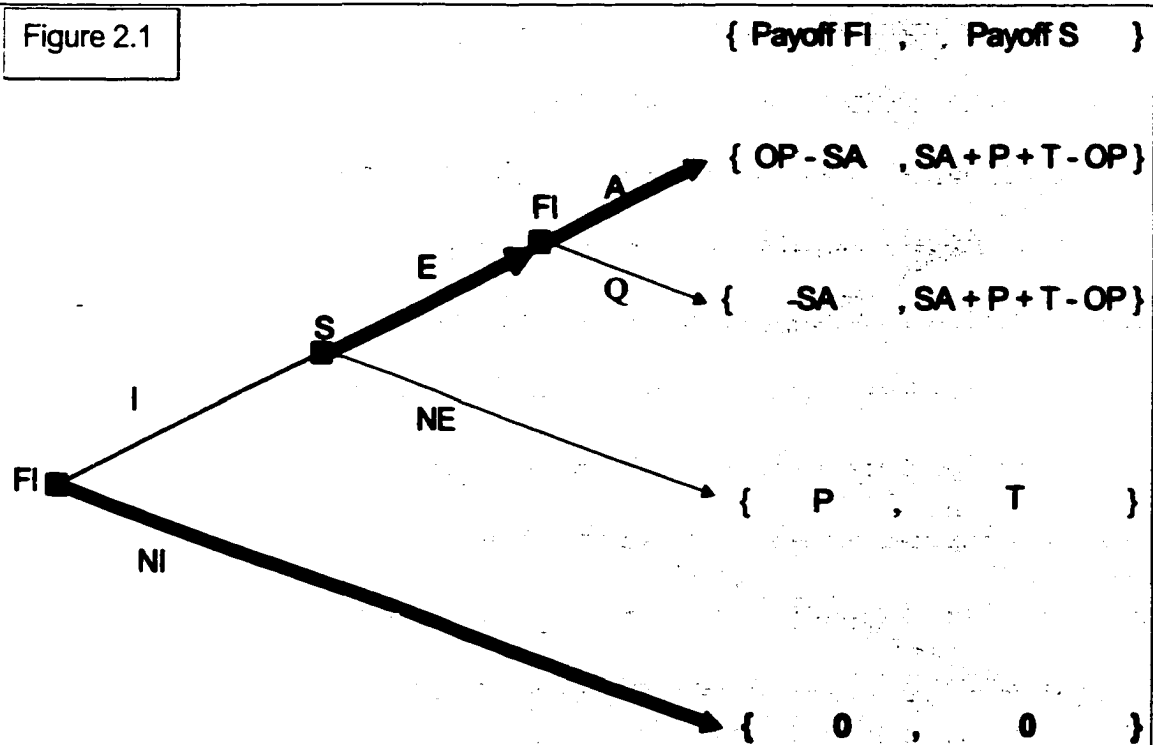 Figure 2.1
{ Payoff FI , Payoff S }
{ OP - SA , SA + P + T - OP }
A
FI
E
Q
{ -SA , SA + P + T - OP }
S
I
NE
FI
{ P , T }
NI
{ 0 , 0 }